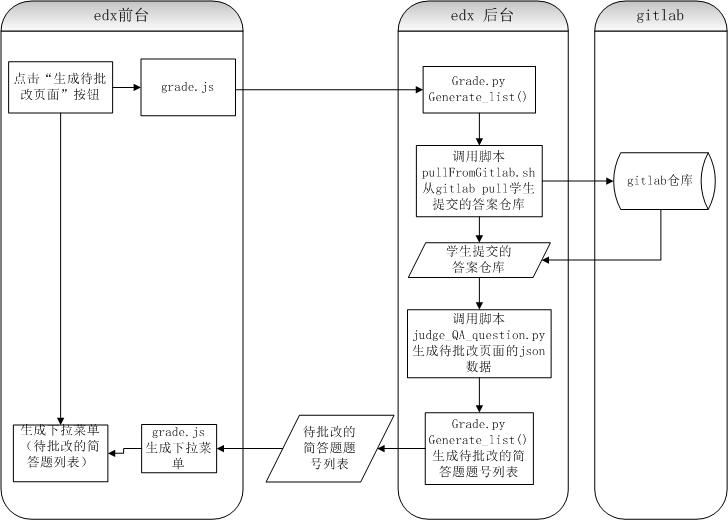 edx前台
edx 后台
gitlab
点击“生成待批
改页面”按钮
grade.js
Grade.py
Generate_list()
调用脚本
pullFromGitlab.sh
从gitlab pull学生
提交的答案仓库
gitlab仓库
学生提交的
答案仓库
调用脚本
judge_QA_question.py
生成待批改页面的json
数据
生成下拉菜单
（待批改的简
答题列表）
grade.js
生成下拉菜
单
待批改的
简答题题
号列表
Grade.py
Generate_list()
生成待批改的简
答题题号列表